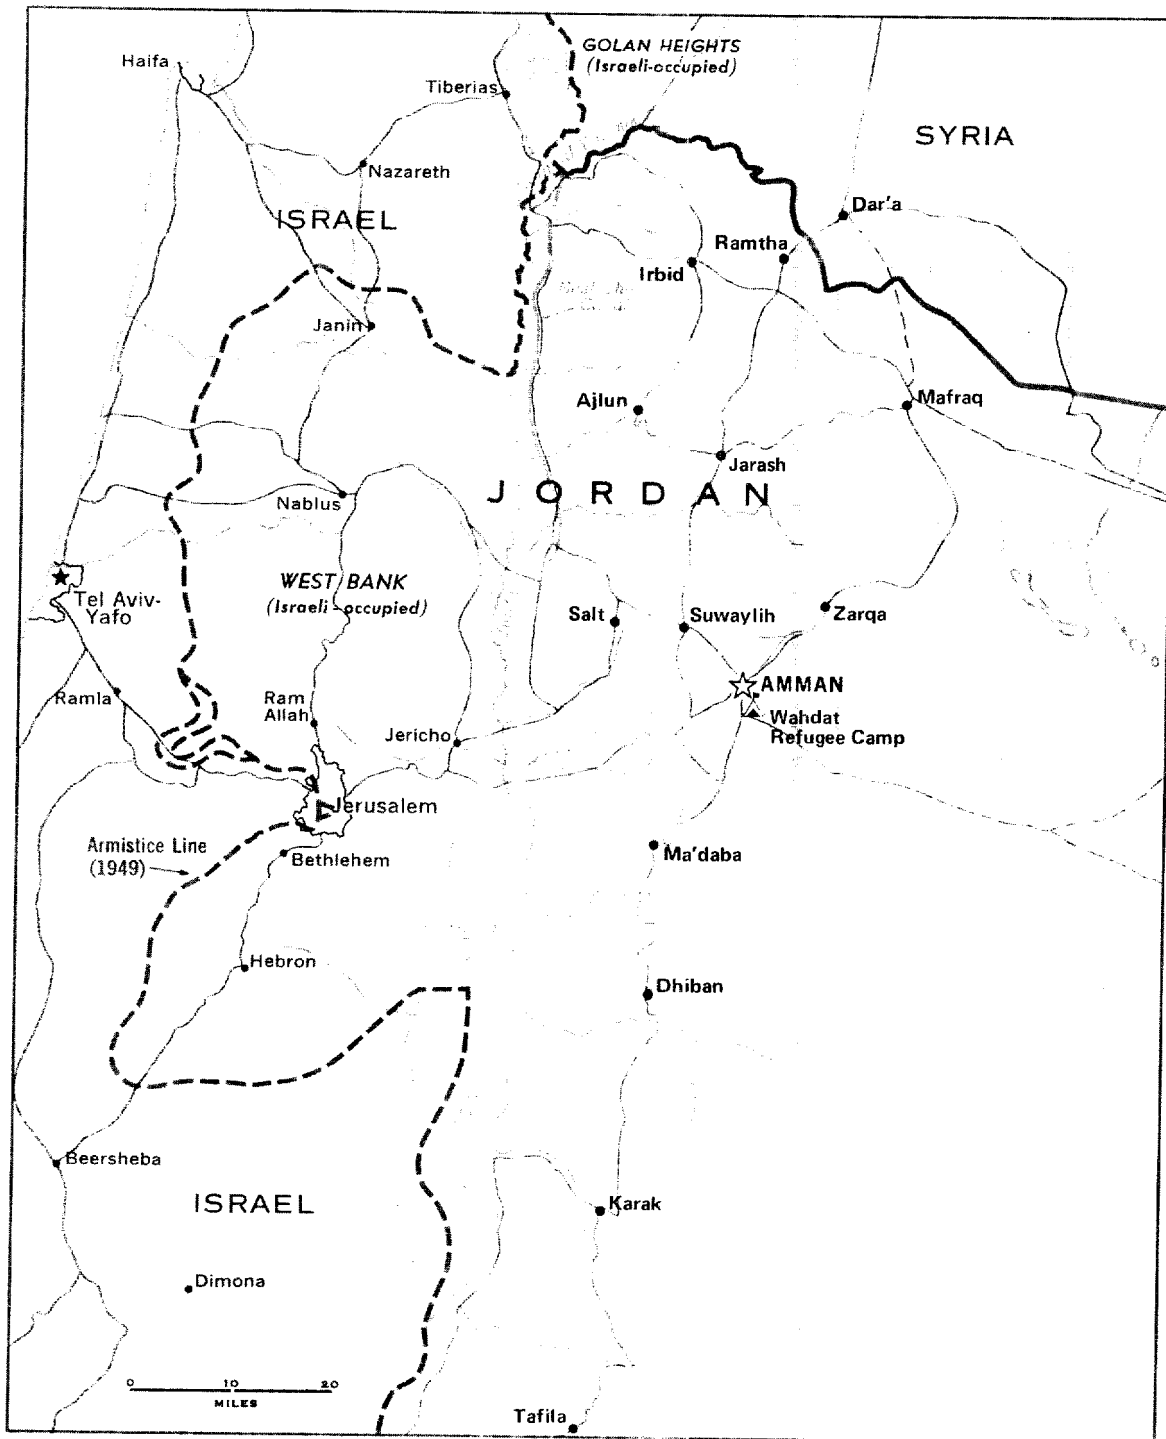 GOLAN HEIGHTS
(Israeli-occupied)
Haifa
Tiberias
SYRIA
Nazareth
Dar'a
ISRAEL
Ramtha
Irbid
Janin
Ajlun
Mafraq
Jarash
JORDAN
Nablus
WEST BANK
(Israeli-occupied)
Tel Aviv-
Yafo
Salt
Suwaylih
Zarqa
Ramla
Ram
Allah
AMMAN
Jericho
Wahdat
Refugee Camp
Jerusalem
Armistice Line
(1949)
Bethlehem
Ma'daba
Hebron
Dhiban
Beersheba
ISRAEL
Karak
Dimona
0 10 20
MILES
Tafila